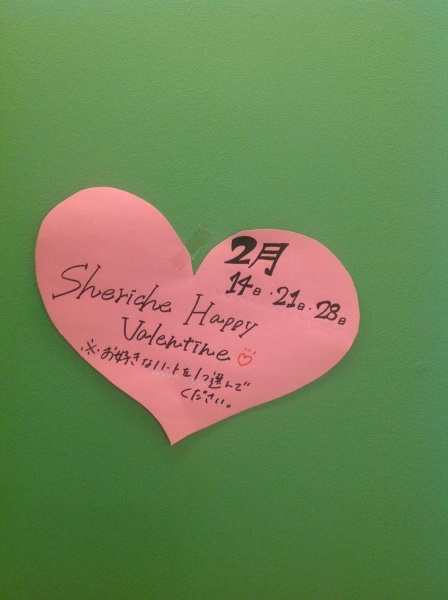 2月
14日・21日・28日
Sheriche Happy
Valentine
※お好きなハートを1つ選んで
ください。